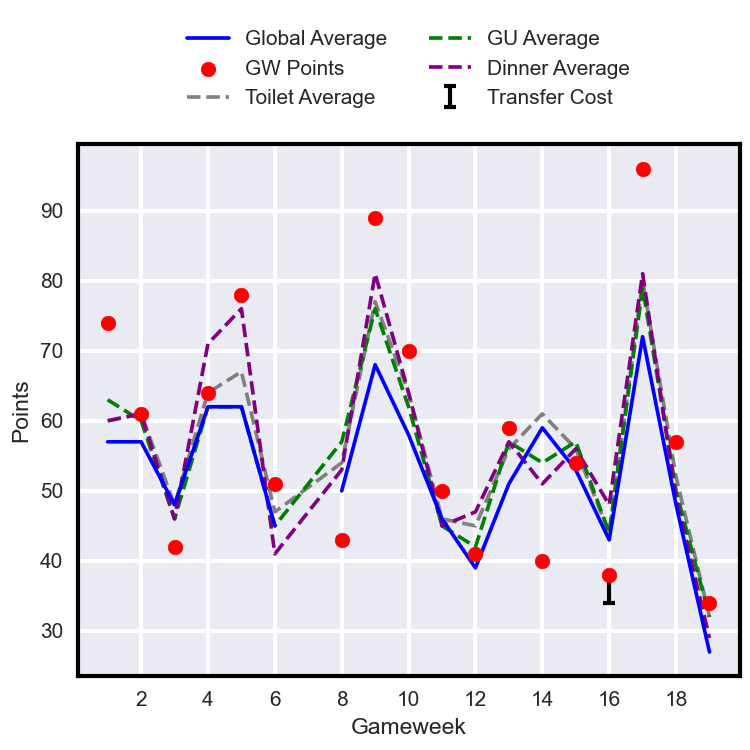 Global Average
GW Points
Toilet Average
GU Average
Dinner Average
Transfer Cost
90
80
70
60
50
40
30
Points
2 4 6 8 10 12 14 16 18
Gameweek